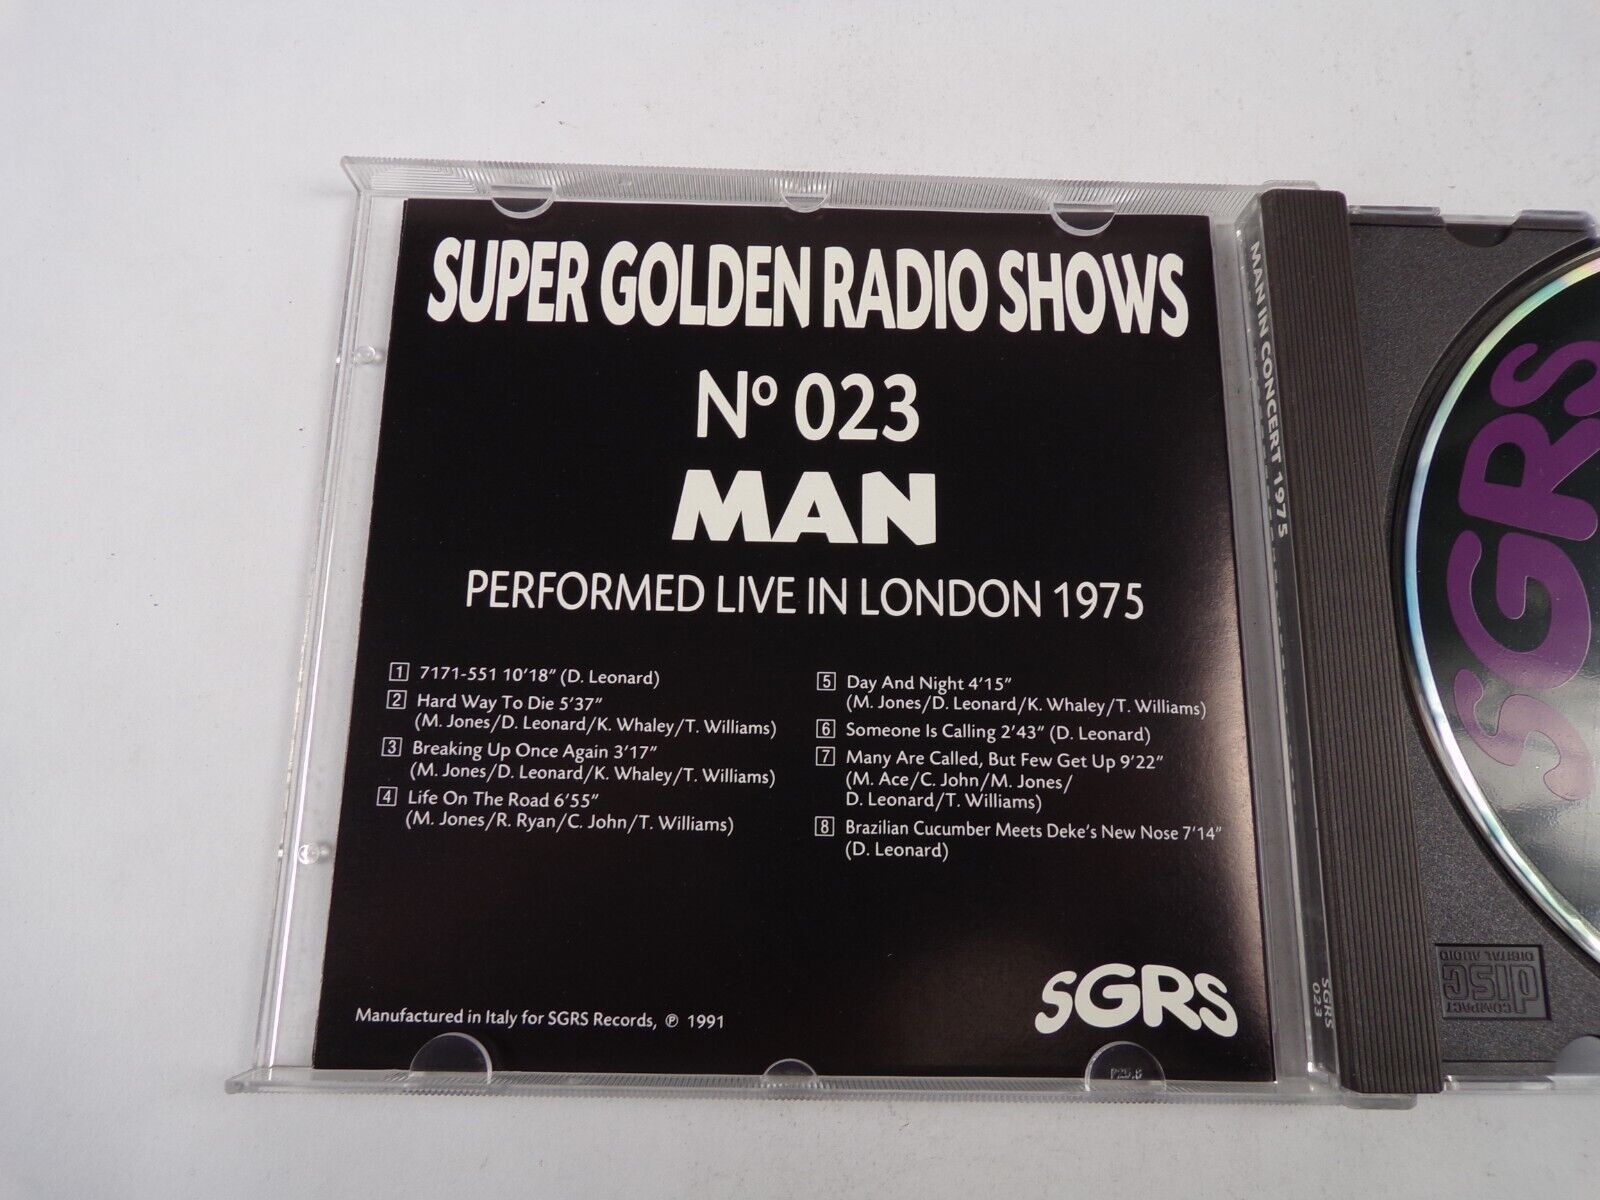 SUPER GOLDEN RADIO SHOWS
Nº 023
MAN
PERFORMED LIVE IN LONDON 1975
1 7171-551 10'18" (D. Leonard)
2 Hard Way To Die 5'37"
(M. Jones/D. Leonard/K. Whaley/T. Williams)
3 Breaking Up Once Again 3'17"
(M. Jones/D. Leonard/K. Whaley/T. Williams)
4 Life On The Road 6'55"
(M. Jones/R. Ryan/C. John/T. Williams)
5 Day And Night 4'15"
(M. Jones/D. Leonard/K. Whaley/T. Williams)
6 Someone Is Calling 2'43" (D. Leonard)
7 Many Are Called, But Few Get Up 9'22"
(M. Ace/C. John/M. Jones/
D. Leonard/T. Williams)
8 Brazilian Cucumber Meets Deke's New Nose 7'14"
(D. Leonard)
Manufactured in Italy for SGRS Records, ℗ 1991
SGRS
MAN IN CONCERT 1975
SGRS
023
SGRS
COMPACT
disc
DIGITAL AUDIO